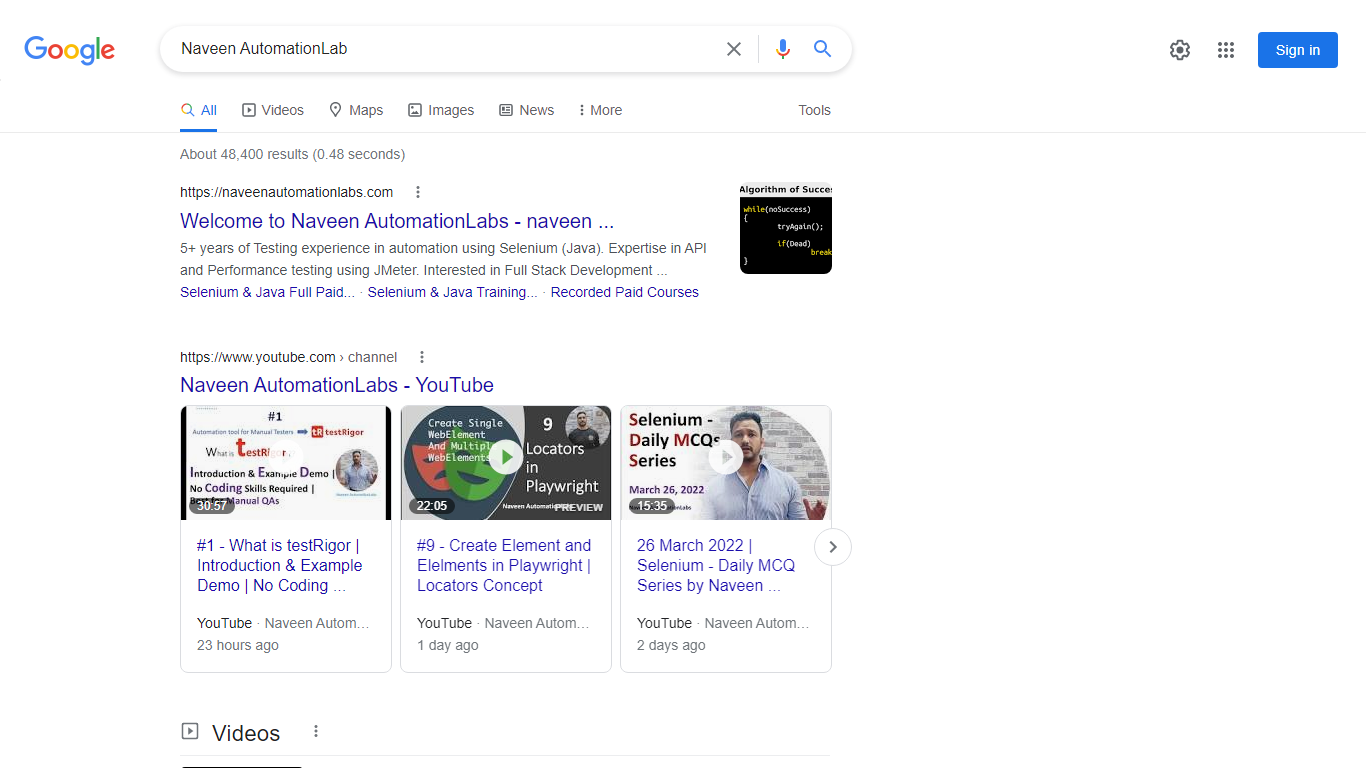 Google
Naveen AutomationLab
Sign in
All
Videos
Maps
Images
News
More
Tools
About 48,400 results (0.48 seconds)
https://naveenautomationlabs.com
Welcome to Naveen AutomationLabs - naveen ...
5+ years of Testing experience in automation using Selenium (Java). Expertise in API
and Performance testing using JMeter. Interested in Full Stack Development ...
Selenium & Java Full Paid... · Selenium & Java Training... · Recorded Paid Courses
Algorithm of Succes
while(noSuccess)
{
tryAgain();
if(Dead)
break
}
https://www.youtube.com › channel
Naveen AutomationLabs - YouTube
#1
Automation tool for Manual Testers
tR testRigor
What is testRigor
Introduction & Example Demo |
No Coding Skills Required |
Best for Manual QAs
Naveen AutomationLabs
30:57
#1 - What is testRigor |
Introduction & Example
Demo | No Coding ...
YouTube · Naveen Autom...
23 hours ago
Create Single
WebElement
And Multiple
WebElements
9
Locators
in
Playwright
Naveen Automation
PREVIEW
22:05
#9 - Create Element and
Elelments in Playwright |
Locators Concept
YouTube · Naveen Autom...
1 day ago
Selenium -
Daily MCQs
Series
March 26, 2022
15:35
26 March 2022 |
Selenium - Daily MCQ
Series by Naveen ...
YouTube · Naveen Autom...
2 days ago
Videos